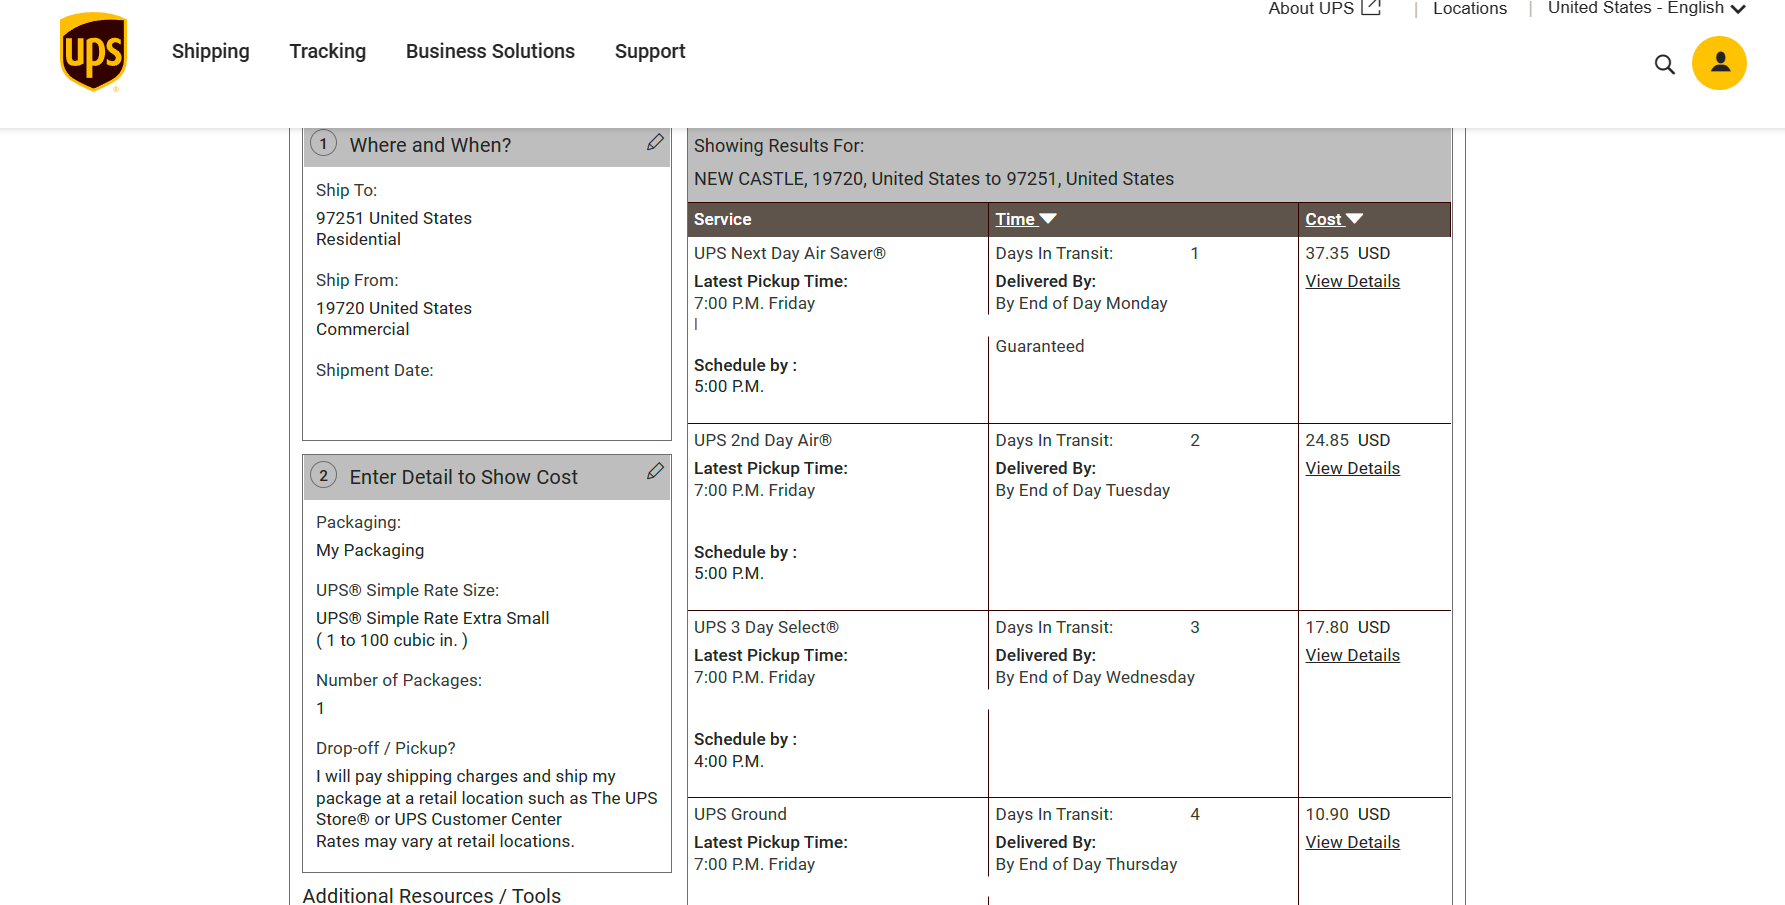 About UPS
Locations
United States - English
ups
Shipping
Tracking
Business Solutions
Support
1 Where and When?
Ship To:
97251 United States
Residential
Ship From:
19720 United States
Commercial
Shipment Date:
2 Enter Detail to Show Cost
Packaging:
My Packaging
UPS® Simple Rate Size:
UPS® Simple Rate Extra Small
( 1 to 100 cubic in. )
Number of Packages:
1
Drop-off / Pickup?
I will pay shipping charges and ship my
package at a retail location such as The UPS
Store® or UPS Customer Center
Rates may vary at retail locations.
Additional Resources / Tools
Showing Results For:
NEW CASTLE, 19720, United States to 97251, United States
Service Time Cost
UPS Next Day Air Saver® Days In Transit: 1 37.35 USD
Latest Pickup Time: Delivered By: View Details
7:00 P.M. Friday By End of Day Monday
|
Guaranteed
Schedule by :
5:00 P.M.
UPS 2nd Day Air® Days In Transit: 2 24.85 USD
Latest Pickup Time: Delivered By: View Details
7:00 P.M. Friday By End of Day Tuesday
Schedule by :
5:00 P.M.
UPS 3 Day Select® Days In Transit: 3 17.80 USD
Latest Pickup Time: Delivered By: View Details
7:00 P.M. Friday By End of Day Wednesday
Schedule by :
4:00 P.M.
UPS Ground Days In Transit: 4 10.90 USD
Latest Pickup Time: Delivered By: View Details
7:00 P.M. Friday By End of Day Thursday